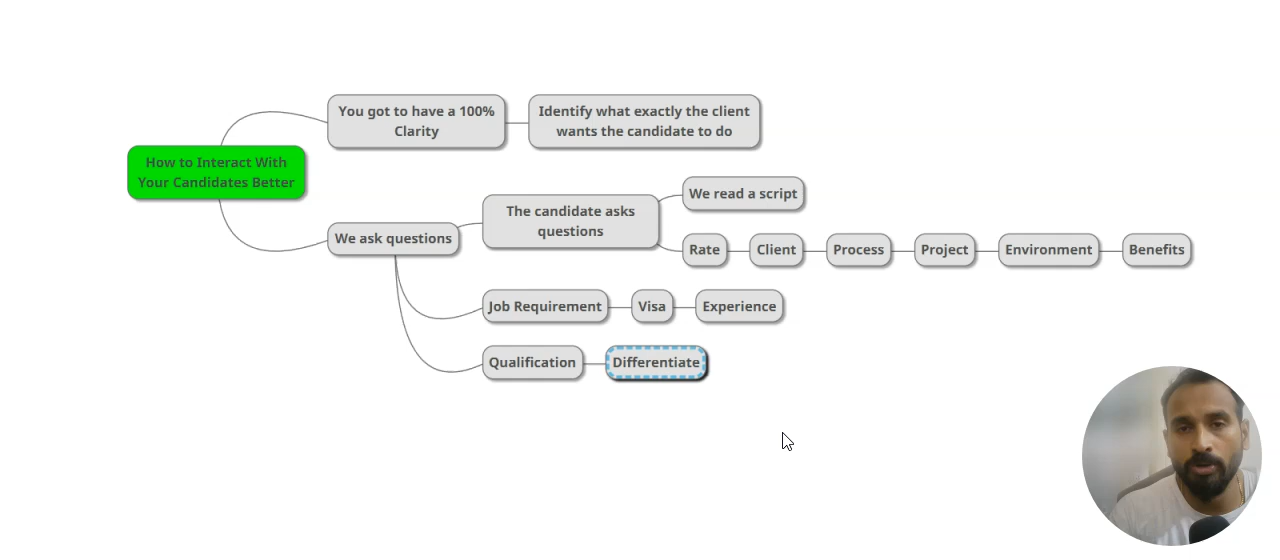 How to Interact With
Your Candidates Better
You got to have a 100%
Clarity
Identify what exactly the client
wants the candidate to do
We ask questions
The candidate asks
questions
We read a script
Rate
Client
Process
Project
Environment
Benefits
Job Requirement
Visa
Experience
Qualification
Differentiate